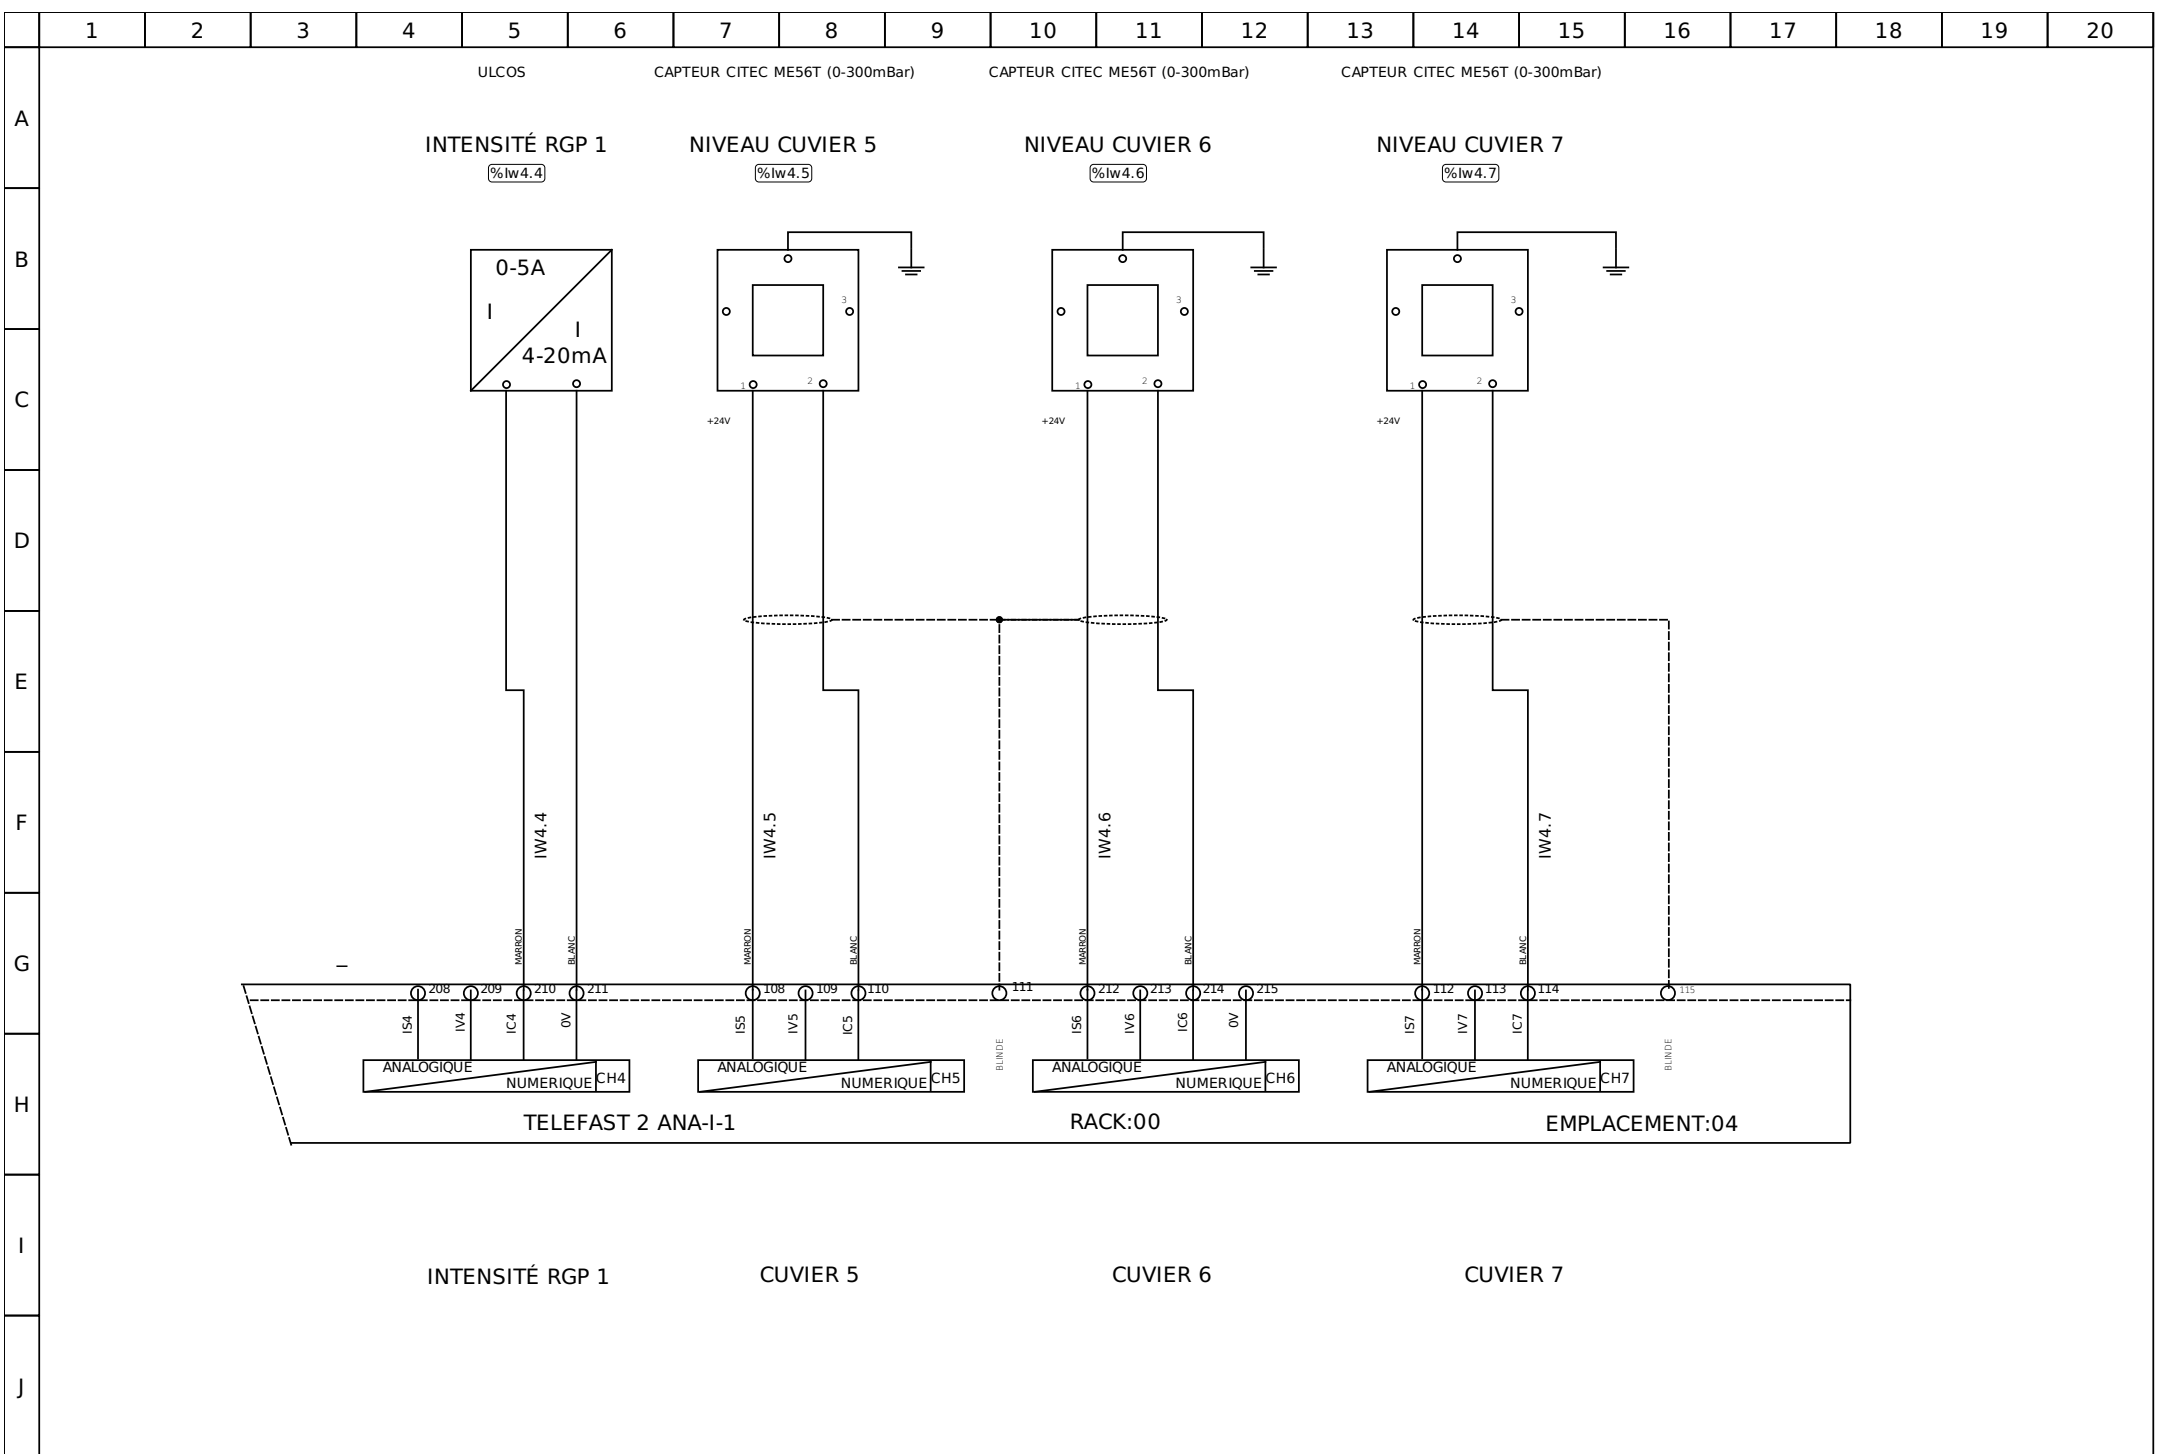 1 2 3 4 5 6 7 8 9 10 11 12 13 14 15 16 17 18 19 20
ULCOS CAPTEUR CITEC ME56T (0-300mBar) CAPTEUR CITEC ME56T (0-300mBar) CAPTEUR CITEC ME56T (0-300mBar)
A
INTENSITÉ RGP 1 NIVEAU CUVIER 5 NIVEAU CUVIER 6 NIVEAU CUVIER 7
%Iw4.4 %Iw4.5 %Iw4.6 %Iw4.7
B
0-5A
I 3 3 3
I
4-20mA
1 2 1 2 1 2
C
+24V +24V +24V
D
E
F
IW4.4 IW4.5 IW4.6 IW4.7
MARRON BLANC MARRON BLANC MARRON BLANC MARRON BLANC
G
208 209 210 211 108 109 110 111 212 213 214 215 112 113 114 115
IS4 IV4 IC4 0V IS5 IV5 IC5 IS6 IV6 IC6 0V IS7 IV7 IC7
BLINDE BLINDE
ANALOGIQUE ANALOGIQUE ANALOGIQUE ANALOGIQUE
NUMERIQUE CH4 NUMERIQUE CH5 NUMERIQUE CH6 NUMERIQUE CH7
H
TELEFAST 2 ANA-I-1 RACK:00 EMPLACEMENT:04
I
INTENSITÉ RGP 1 CUVIER 5 CUVIER 6 CUVIER 7
J